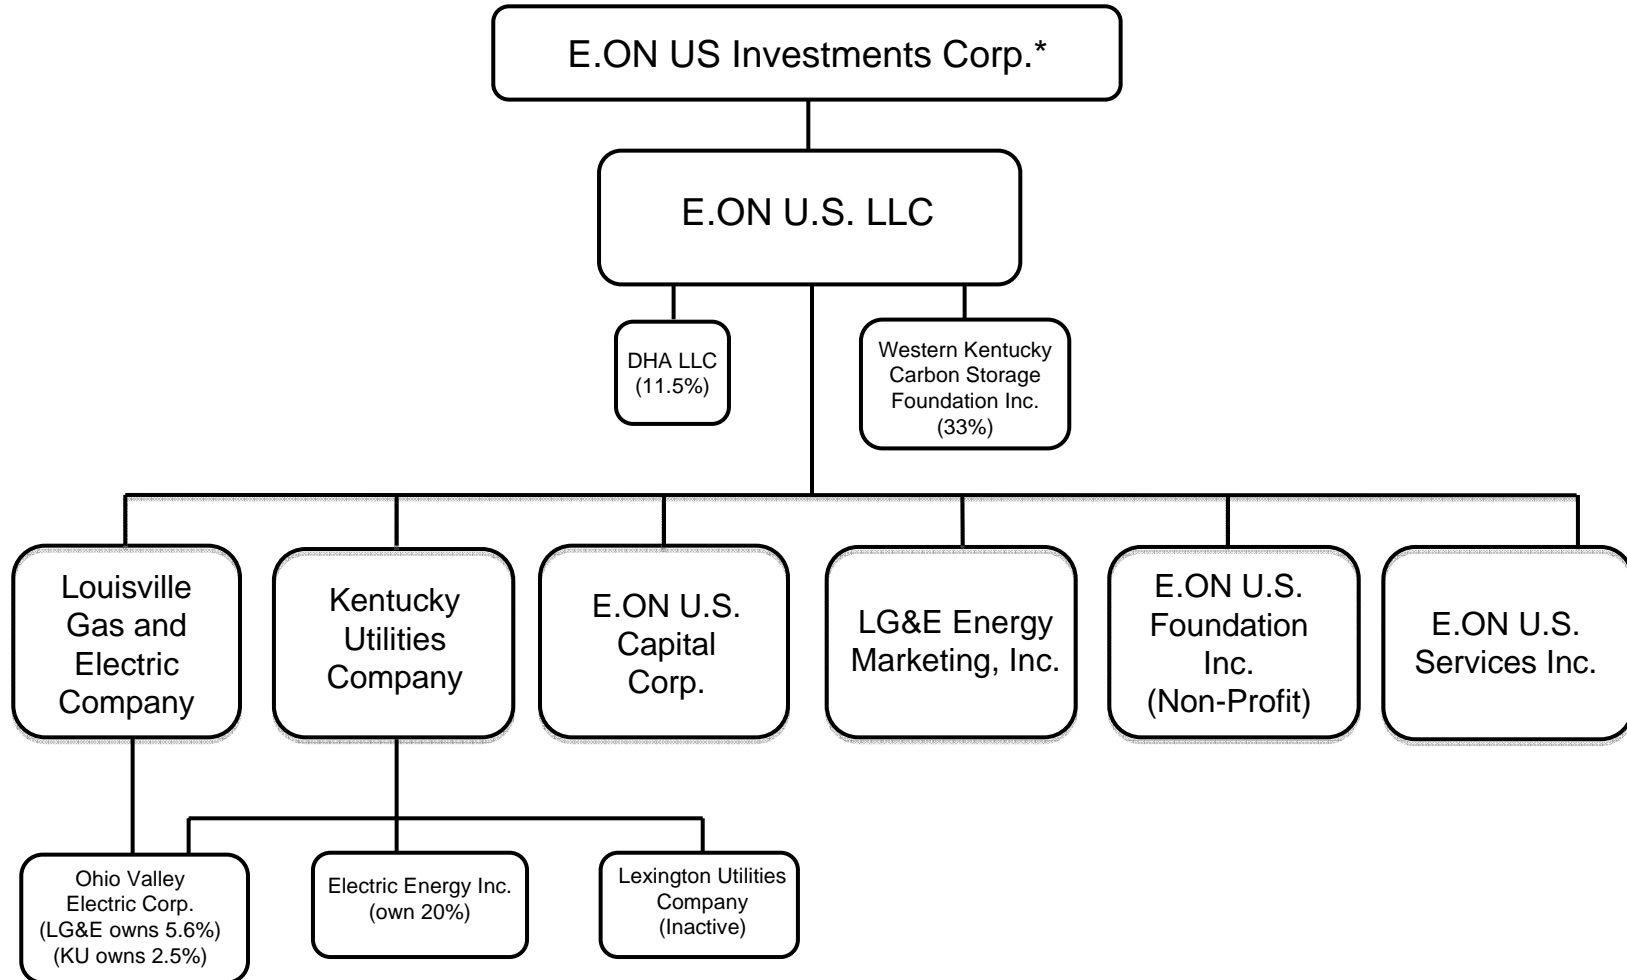 E.ON US Investments Corp.*
E.ON U.S. LLC
DHA LLC
(11.5%)
Western Kentucky
Carbon Storage
Foundation Inc.
(33%)
Louisville
Gas and
Electric
Company
Kentucky
Utilities
Company
E.ON U.S.
Capital
Corp.
LG&E Energy
Marketing, Inc.
E.ON U.S.
Foundation
Inc.
(Non-Profit)
E.ON U.S.
Services Inc.
Ohio Valley
Electric Corp.
(LG&E owns 5.6%)
(KU owns 2.5%)
Electric Energy Inc.
(own 20%)
Lexington Utilities
Company
(Inactive)